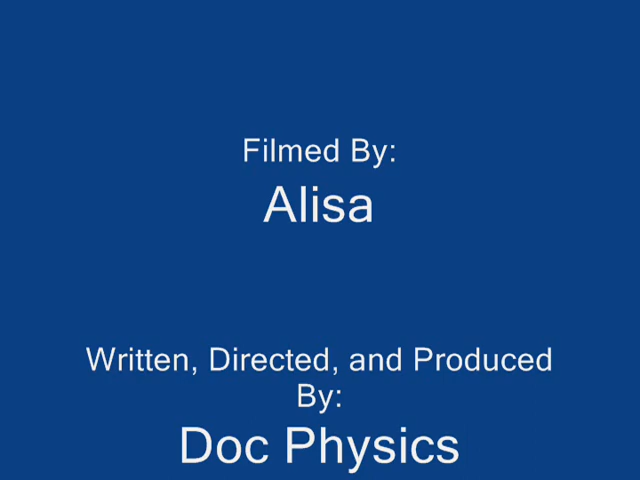 Filmed By:
Alisa
Written, Directed, and Produced
By:
Doc Physics